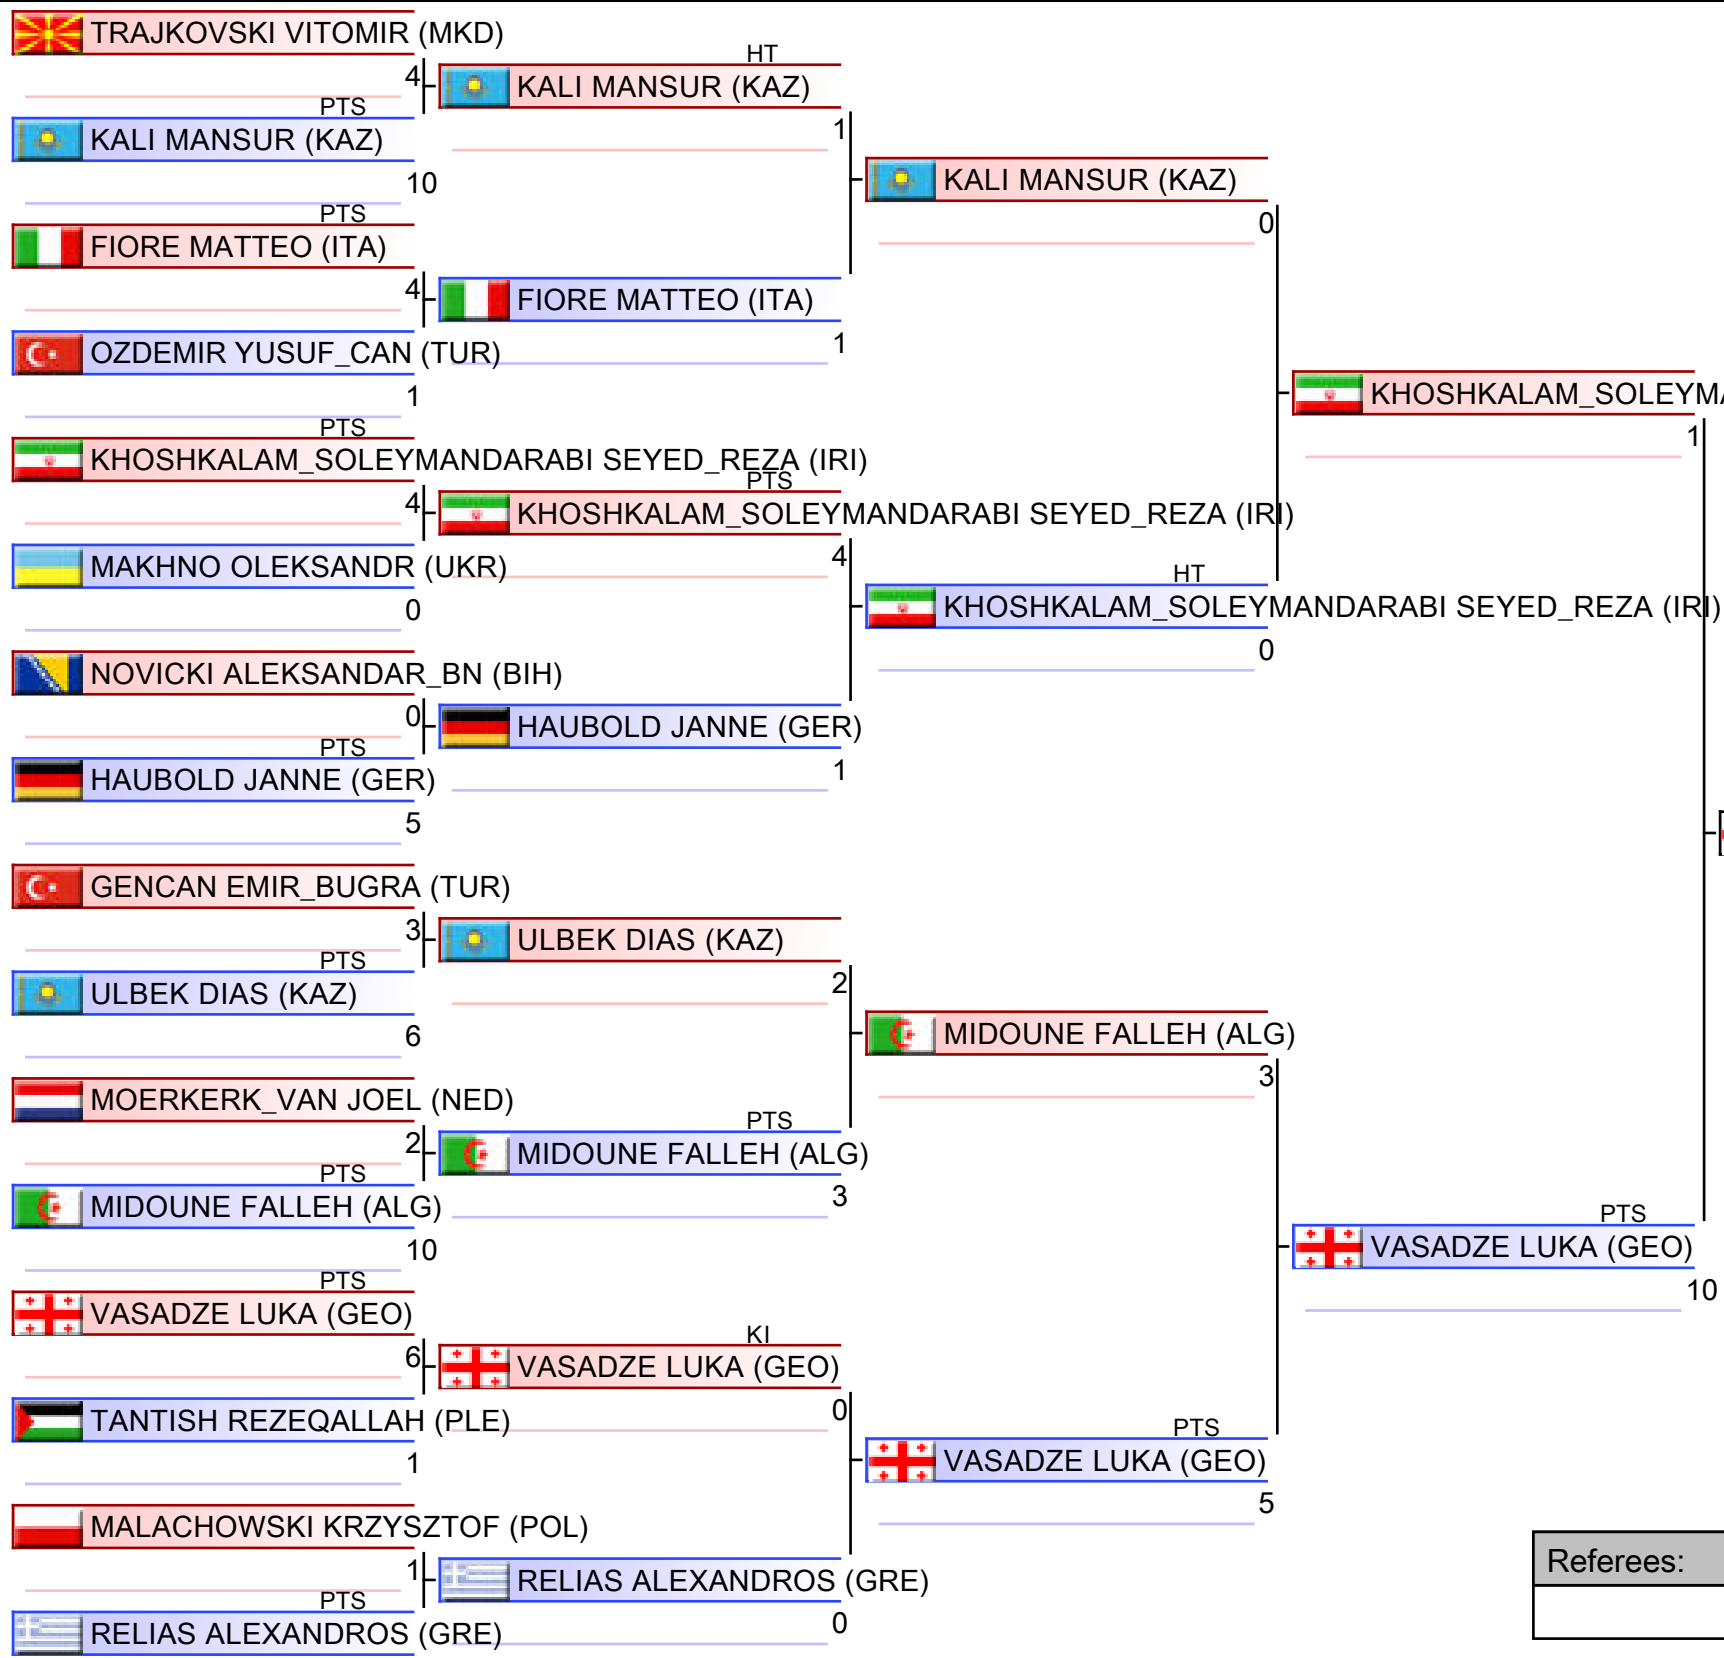 TRAJKOVSKI VITOMIR (MKD)
4
PTS
KALI MANSUR (KAZ)
10
PTS
FIORE MATTEO (ITA)
4
OZDEMIR YUSUF_CAN (TUR)
1
PTS
KHOSHKALAM_SOLEYMANDARABI SEYED_REZA (IRI)
4
MAKHNO OLEKSANDR (UKR)
0
NOVICKI ALEKSANDAR_BN (BIH)
0
PTS
HAUBOLD JANNE (GER)
5
GENCAN EMIR_BUGRA (TUR)
3
PTS
ULBEK DIAS (KAZ)
6
MOERKERK_VAN JOEL (NED)
2
PTS
MIDOUNE FALLEH (ALG)
10
PTS
VASADZE LUKA (GEO)
6
TANTISH REZEQALLAH (PLE)
1
MALACHOWSKI KRZYSZTOF (POL)
1
PTS
RELIAS ALEXANDROS (GRE)
HT
KALI MANSUR (KAZ)
1
FIORE MATTEO (ITA)
1
PTS
KHOSHKALAM_SOLEYMANDARABI SEYED_REZA (IRI)
4
HAUBOLD JANNE (GER)
1
ULBEK DIAS (KAZ)
2
PTS
MIDOUNE FALLEH (ALG)
3
KI
VASADZE LUKA (GEO)
0
RELIAS ALEXANDROS (GRE)
0
KALI MANSUR (KAZ)
0
HT
KHOSHKALAM_SOLEYMANDARABI SEYED_REZA (IRI)
0
MIDOUNE FALLEH (ALG)
3
PTS
VASADZE LUKA (GEO)
5
KHOSHKALAM_SOLEYMA
1
PTS
VASADZE LUKA (GEO)
10
Referees: